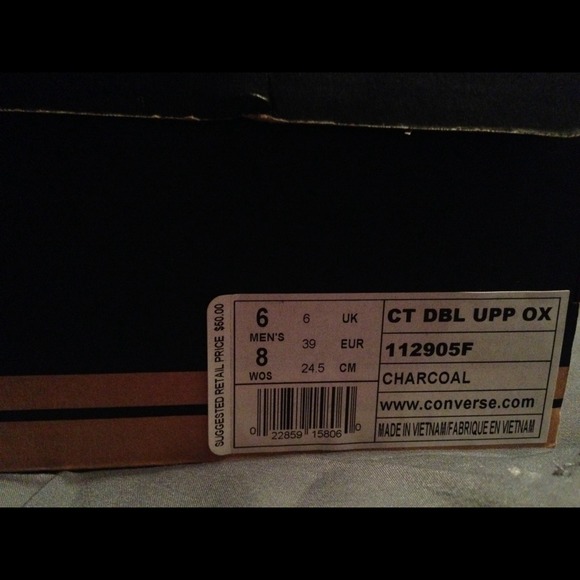 SUGGESTED RETAIL PRICE $60.00
6 MEN'S
8 WOS
6 UK
39 EUR
24.5 CM
0 22859 15806 0
CT DBL UPP OX
112905F
CHARCOAL
www.converse.com
MADE IN VIETNAM/FABRIQUE EN VIETNAM